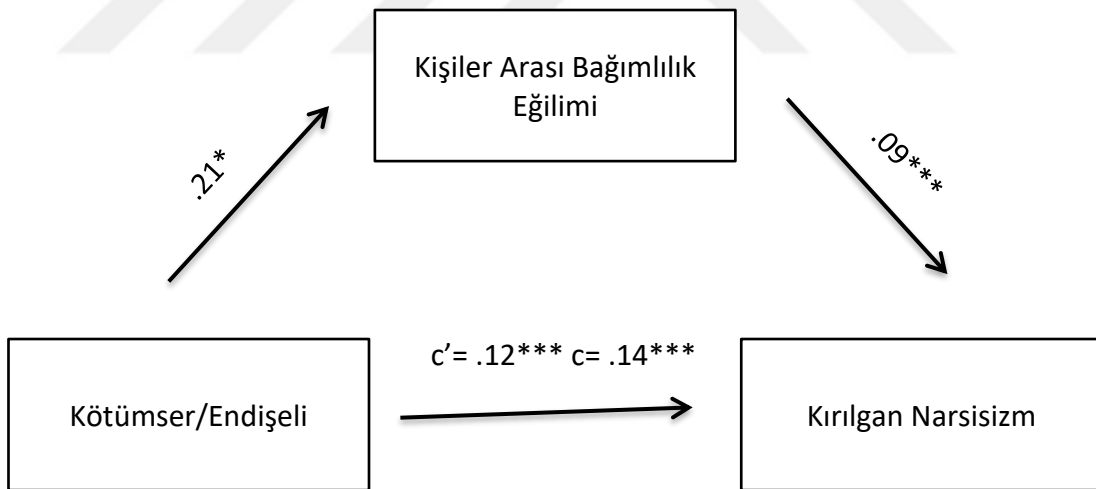 Kişiler Arası Bağımlılık
Eğilimi
.21*
.09***
c’= .12*** c= .14***
Kötümser/Endişeli
Kırılgan Narsisizm